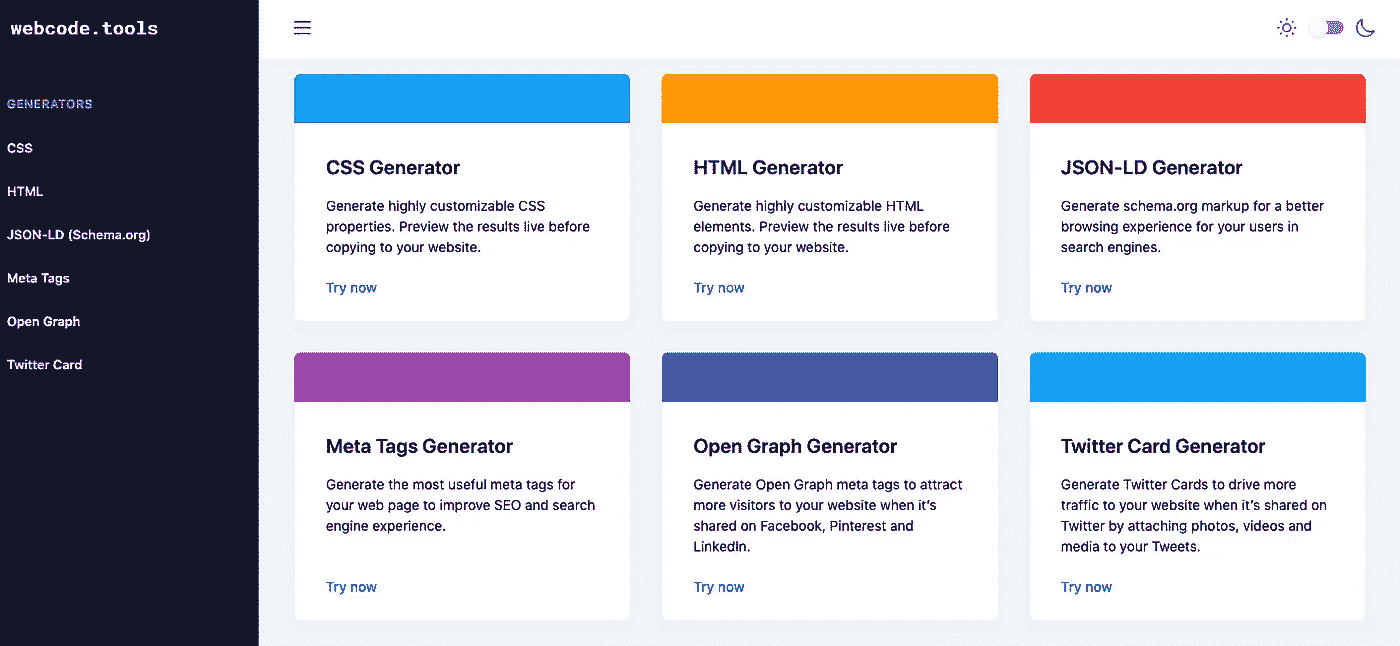 webcode.tools
GENERATORS
CSS
HTML
JSON-LD (Schema.org)
Meta Tags
Open Graph
Twitter Card
CSS Generator
Generate highly customizable CSS
properties. Preview the results live before
copying to your website.
Try now
HTML Generator
Generate highly customizable HTML
elements. Preview the results live before
copying to your website.
Try now
JSON-LD Generator
Generate schema.org markup for a better
browsing experience for your users in
search engines.
Try now
Meta Tags Generator
Generate the most useful meta tags for
your web page to improve SEO and search
engine experience.
Try now
Open Graph Generator
Generate Open Graph meta tags to attract
more visitors to your website when it’s
shared on Facebook, Pinterest and
LinkedIn.
Try now
Twitter Card Generator
Generate Twitter Cards to drive more
traffic to your website when it’s shared on
Twitter by attaching photos, videos and
media to your Tweets.
Try now